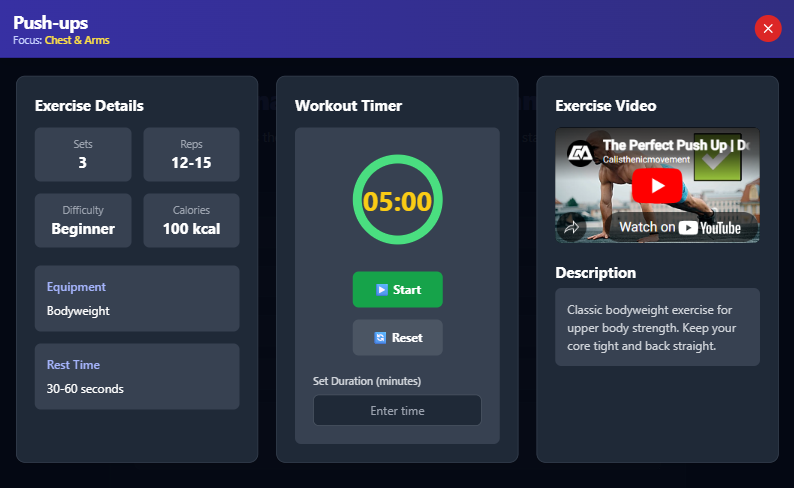 Push-ups
Focus: Chest & Arms
Exercise Details
Sets
3
Reps
12-15
Difficulty
Beginner
Calories
100 kcal
Equipment
Bodyweight
Rest Time
30-60 seconds
Workout Timer
05:00
Start
Reset
Set Duration (minutes)
Enter time
Exercise Video
The Perfect Push Up | Do
Calisthenicmovement
Watch on YouTube
Description
Classic bodyweight exercise for
upper body strength. Keep your
core tight and back straight.